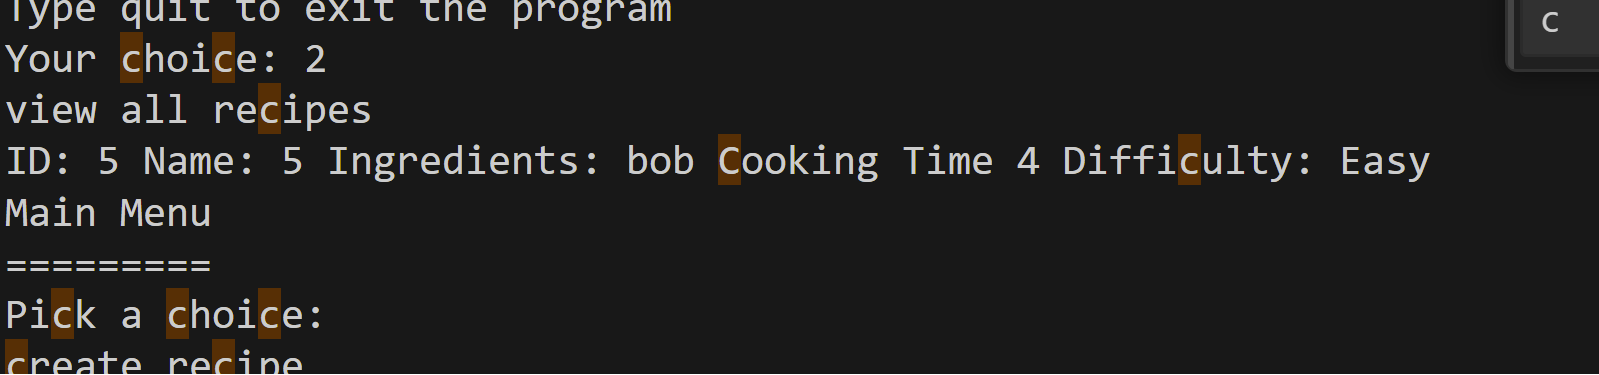 Type quit to exit the program
Your choice: 2
view all recipes
ID: 5 Name: 5 Ingredients: bob Cooking Time 4 Difficulty: Easy
Main Menu
=========
Pick a choice:
create recipe
c